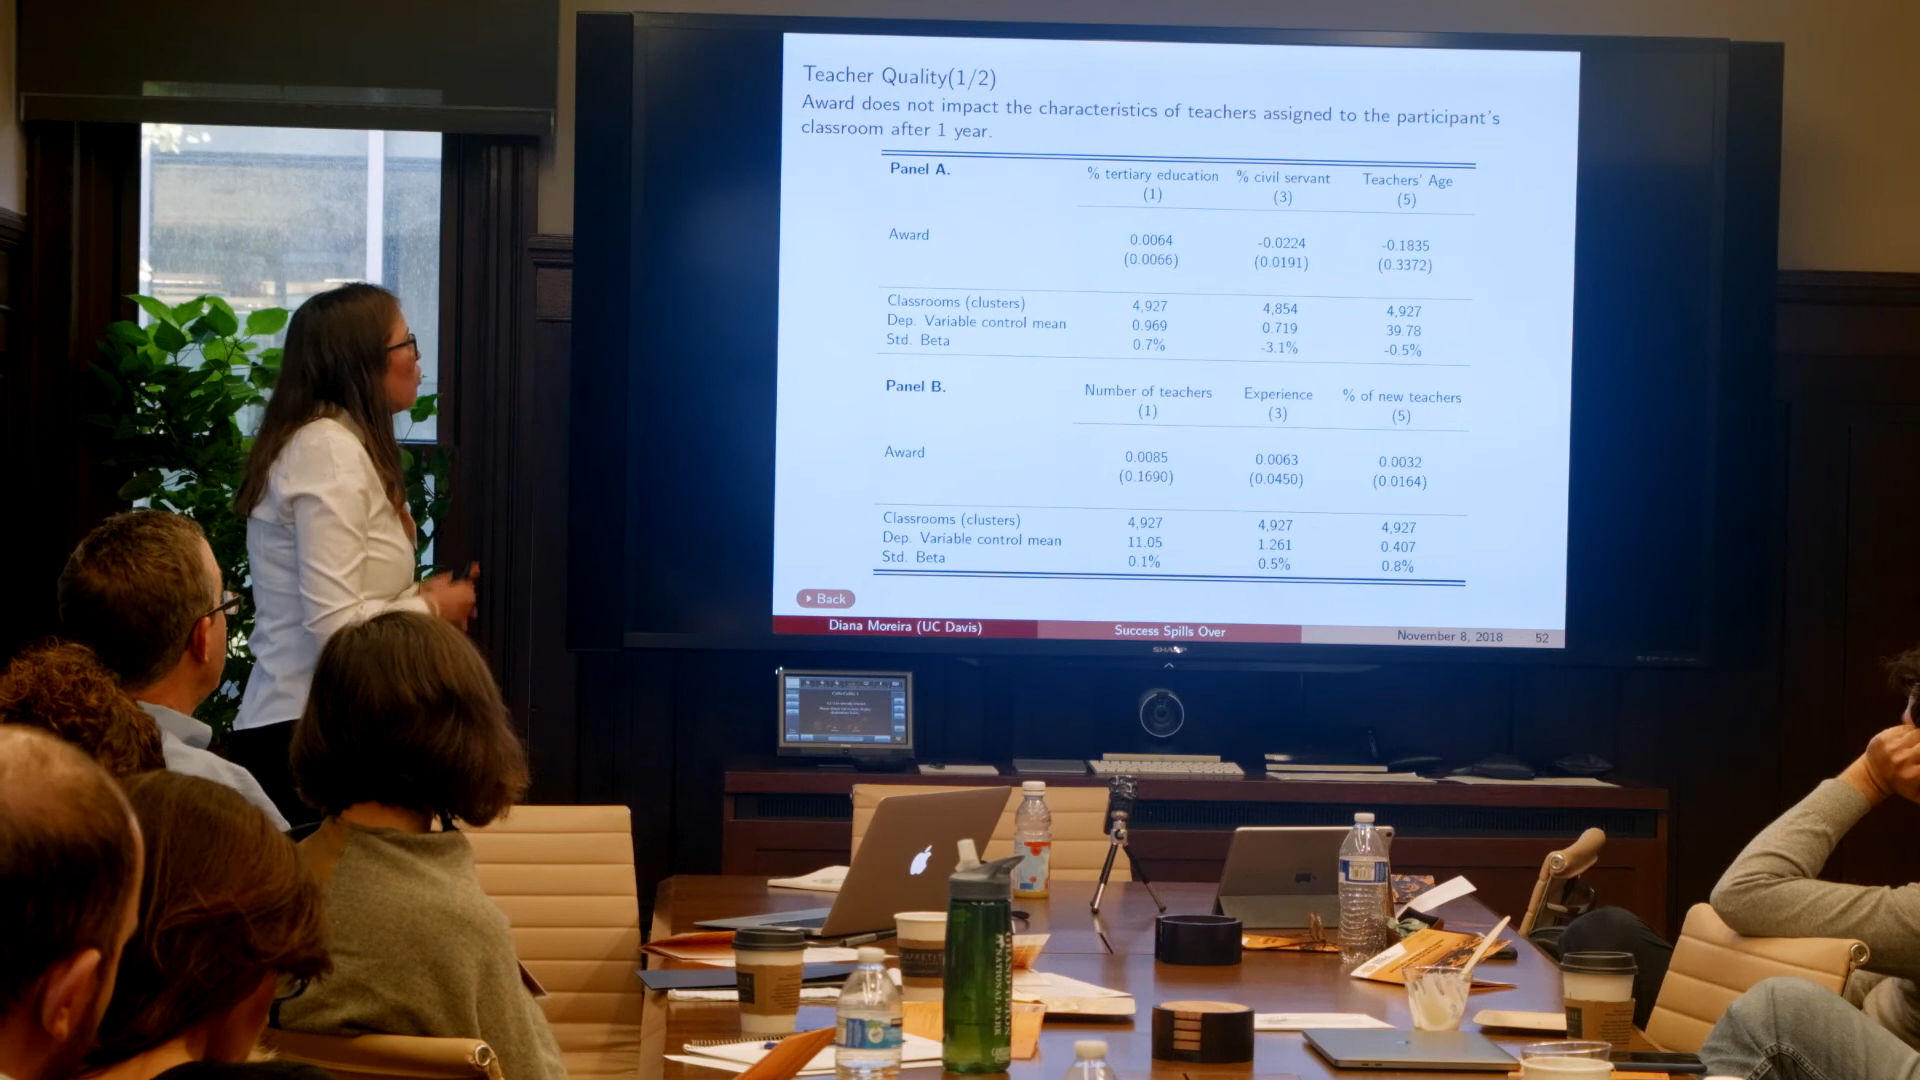 Teacher Quality(1/2)
Award does not impact the characteristics of teachers assigned to the participant's
classroom after 1 year.
Panel A. % tertiary education % civil servant Teachers' Age
(1) (3) (5)
Award 0.0064 -0.0224 -0.1835
(0.0066) (0.0191) (0.3372)
Classrooms (clusters) 4,927 4,854 4,927
Dep. Variable control mean 0.969 0.719 39.78
Std. Beta 0.7% -3.1% -0.5%
Panel B. Number of teachers Experience % of new teachers
(1) (3) (5)
Award 0.0085 0.0063 0.0032
(0.1690) (0.0450) (0.0164)
Classrooms (clusters) 4,927 4,927 4,927
Dep. Variable control mean 11.05 1.261 0.407
Std. Beta 0.1% 0.5% 0.8%
Back
Diana Moreira (UC Davis) Success Spills Over November 8, 2018 52
SHARP
NATIONAL PARK